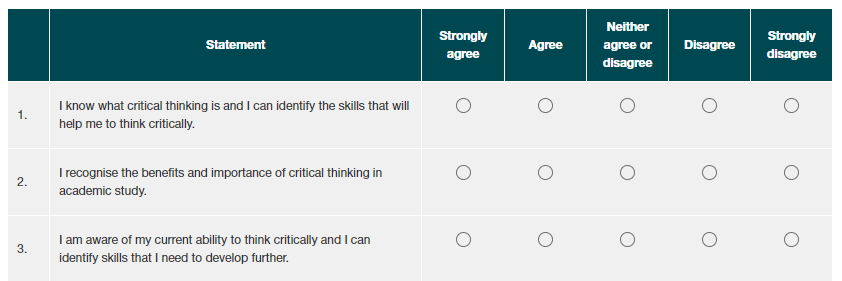 Statement
Strongly
agree
Agree
Neither
agree or
disagree
Disagree
Strongly
disagree
1.
I know what critical thinking is and I can identify the skills that will
help me to think critically.
2.
I recognise the benefits and importance of critical thinking in
academic study.
3.
I am aware of my current ability to think critically and I can
identify skills that I need to develop further.